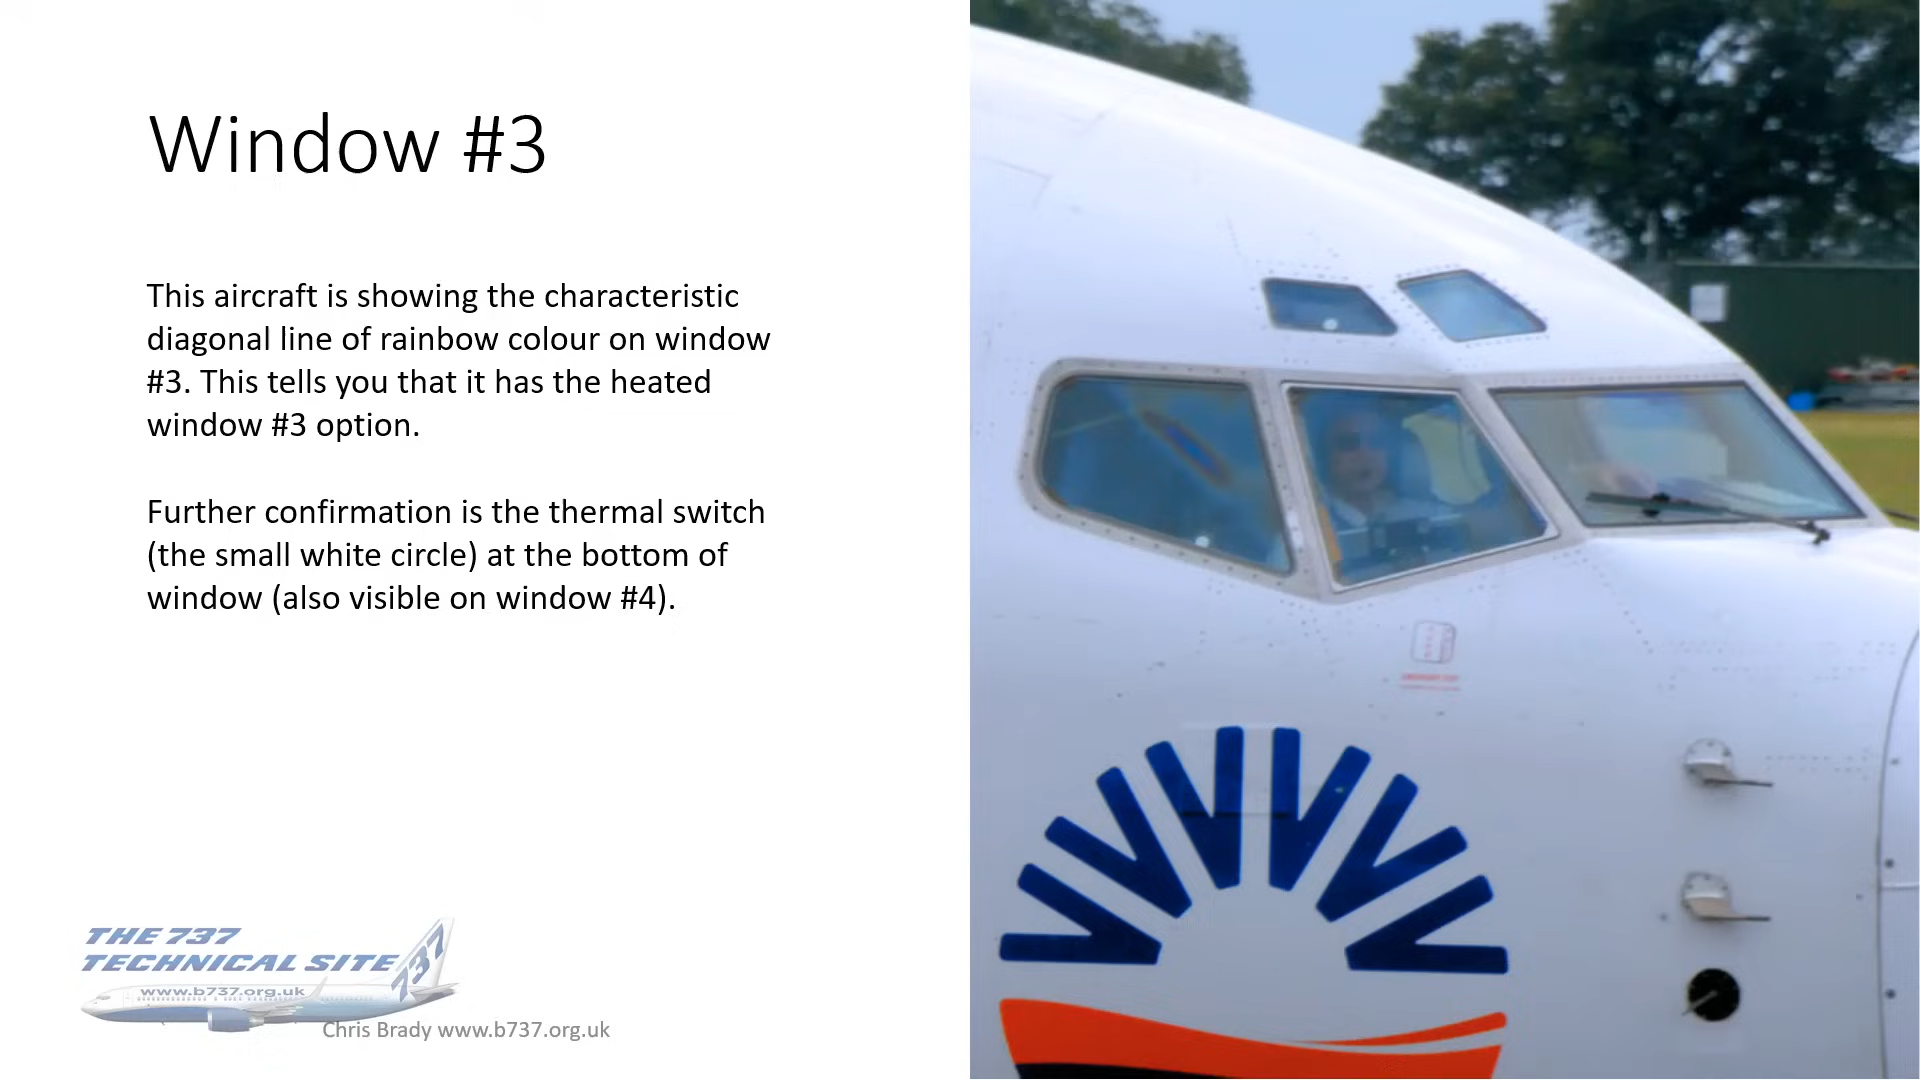 Window #3
This aircraft is showing the characteristic
diagonal line of rainbow colour on window
#3. This tells you that it has the heated
window #3 option.
Further confirmation is the thermal switch
(the small white circle) at the bottom of
window (also visible on window #4).
THE 737
TECHNICAL SITE
737
www.b737.org.uk
Chris Brady www.b737.org.uk